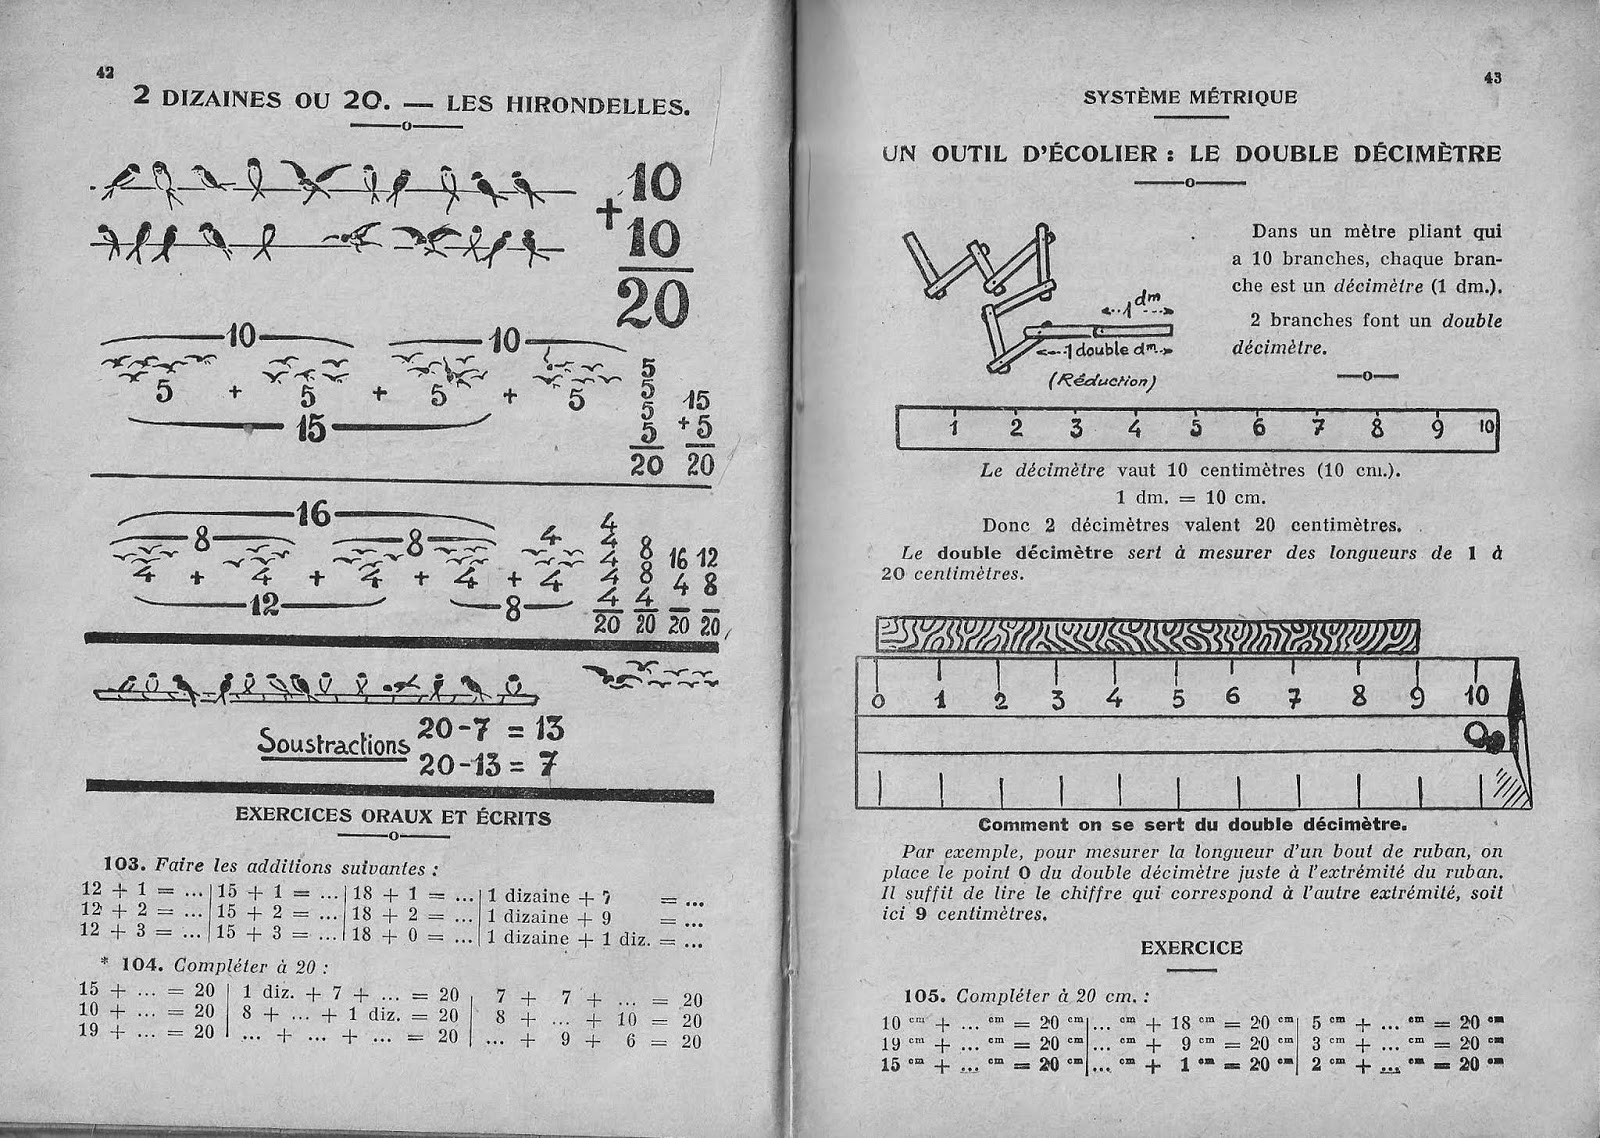 42
2 DIZAINES OU 20. — LES HIRONDELLES.
10
+ 10
20
10 10
5 + 5 + 5 + 5
15
5
5
5
5
20
15
+ 5
20
16
8 8 4
4 + 4 + 4 + 4 + 4
12 8
4
4
4
4
4
20
8
8
4
20
16
4
20
12
8
20
Soustractions
20-7 = 13
20-13 = 7
EXERCICES ORAUX ET ÉCRITS
103. Faire les additions suivantes :
12 + 1 = ... | 15 + 1 = ... | 18 + 1 = ... | 1 dizaine + 7 = ...
12 + 2 = ... | 15 + 2 = ... | 18 + 2 = ... | 1 dizaine + 9 = ...
12 + 3 = ... | 15 + 3 = ... | 18 + 0 = ... | 1 dizaine + 1 diz. = ...
* 104. Compléter à 20 :
15 + ... = 20 | 1 diz. + 7 + ... = 20 | 7 + 7 + ... = 20
10 + ... = 20 | 8 + ... + 1 diz. = 20 | 8 + ... + 10 = 20
19 + ... = 20 | ... + ... + ... = 20 | ... + 9 + 6 = 20
43
SYSTÈME MÉTRIQUE
UN OUTIL D'ÉCOLIER : LE DOUBLE DÉCIMÈTRE
1 dm
1 double dm.
(Réduction)
Dans un mètre pliant qui
a 10 branches, chaque bran-
che est un décimètre (1 dm.).
2 branches font un double
décimètre.
1 2 3 4 5 6 7 8 9 10
Le décimètre vaut 10 centimètres (10 cm.).
1 dm. = 10 cm.
Donc 2 décimètres valent 20 centimètres.
Le double décimètre sert à mesurer des longueurs de 1 à
20 centimètres.
0 1 2 3 4 5 6 7 8 9 10
Comment on se sert du double décimètre.
Par exemple, pour mesurer la longueur d'un bout de ruban, on
place le point 0 du double décimètre juste à l'extrémité du ruban.
Il suffit de lire le chiffre qui correspond à l'autre extrémité, soit
ici 9 centimètres.
EXERCICE
105. Compléter à 20 cm. :
10 cm + ... cm = 20 cm | ... cm + 18 cm = 20 cm | 5 cm + ... cm = 20 cm
19 cm + ... cm = 20 cm | ... cm + 9 cm = 20 cm | 3 cm + ... cm = 20 cm
15 cm + ... cm = 20 cm | ... cm + 1 cm = 20 cm | 2 cm + ... cm = 20 cm